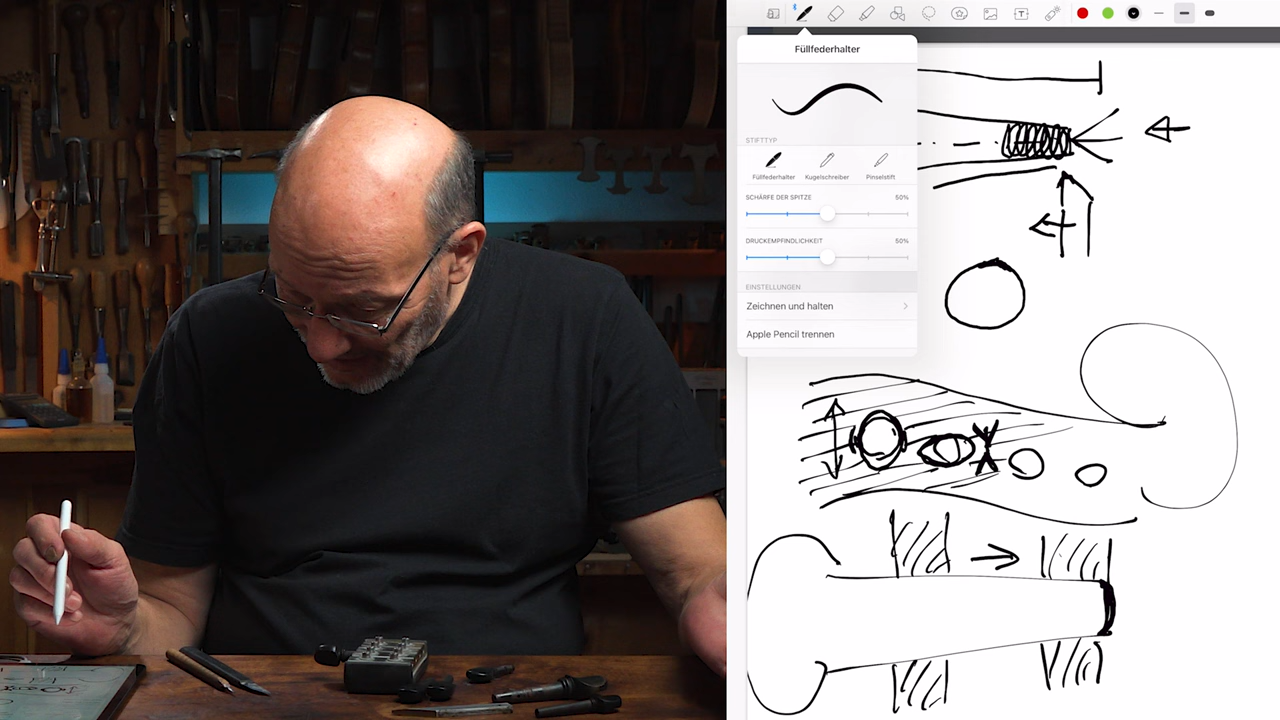 Füllfederhalter
STIFTTYP
Füllfederhalter Kugelschreiber Pinselstift
SCHÄRFE DER SPITZE 50%
DRUCKEMPFINDLICHKEIT 50%
EINSTELLUNGEN
Zeichnen und halten
Apple Pencil trennen